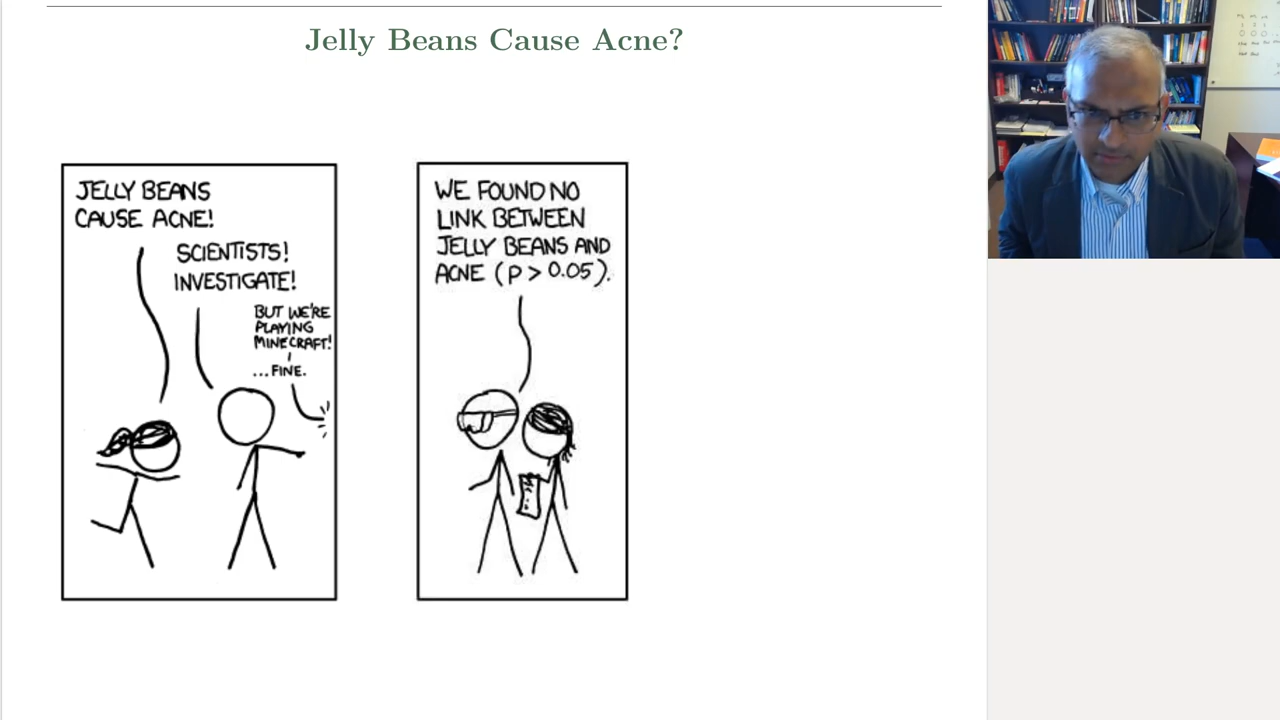 Jelly Beans Cause Acne?
JELLY BEANS
CAUSE ACNE!
SCIENTISTS!
INVESTIGATE!
BUT WE'RE
PLAYING
MINECRAFT!
...FINE.
WE FOUND NO
LINK BETWEEN
JELLY BEANS AND
ACNE (P > 0.05).